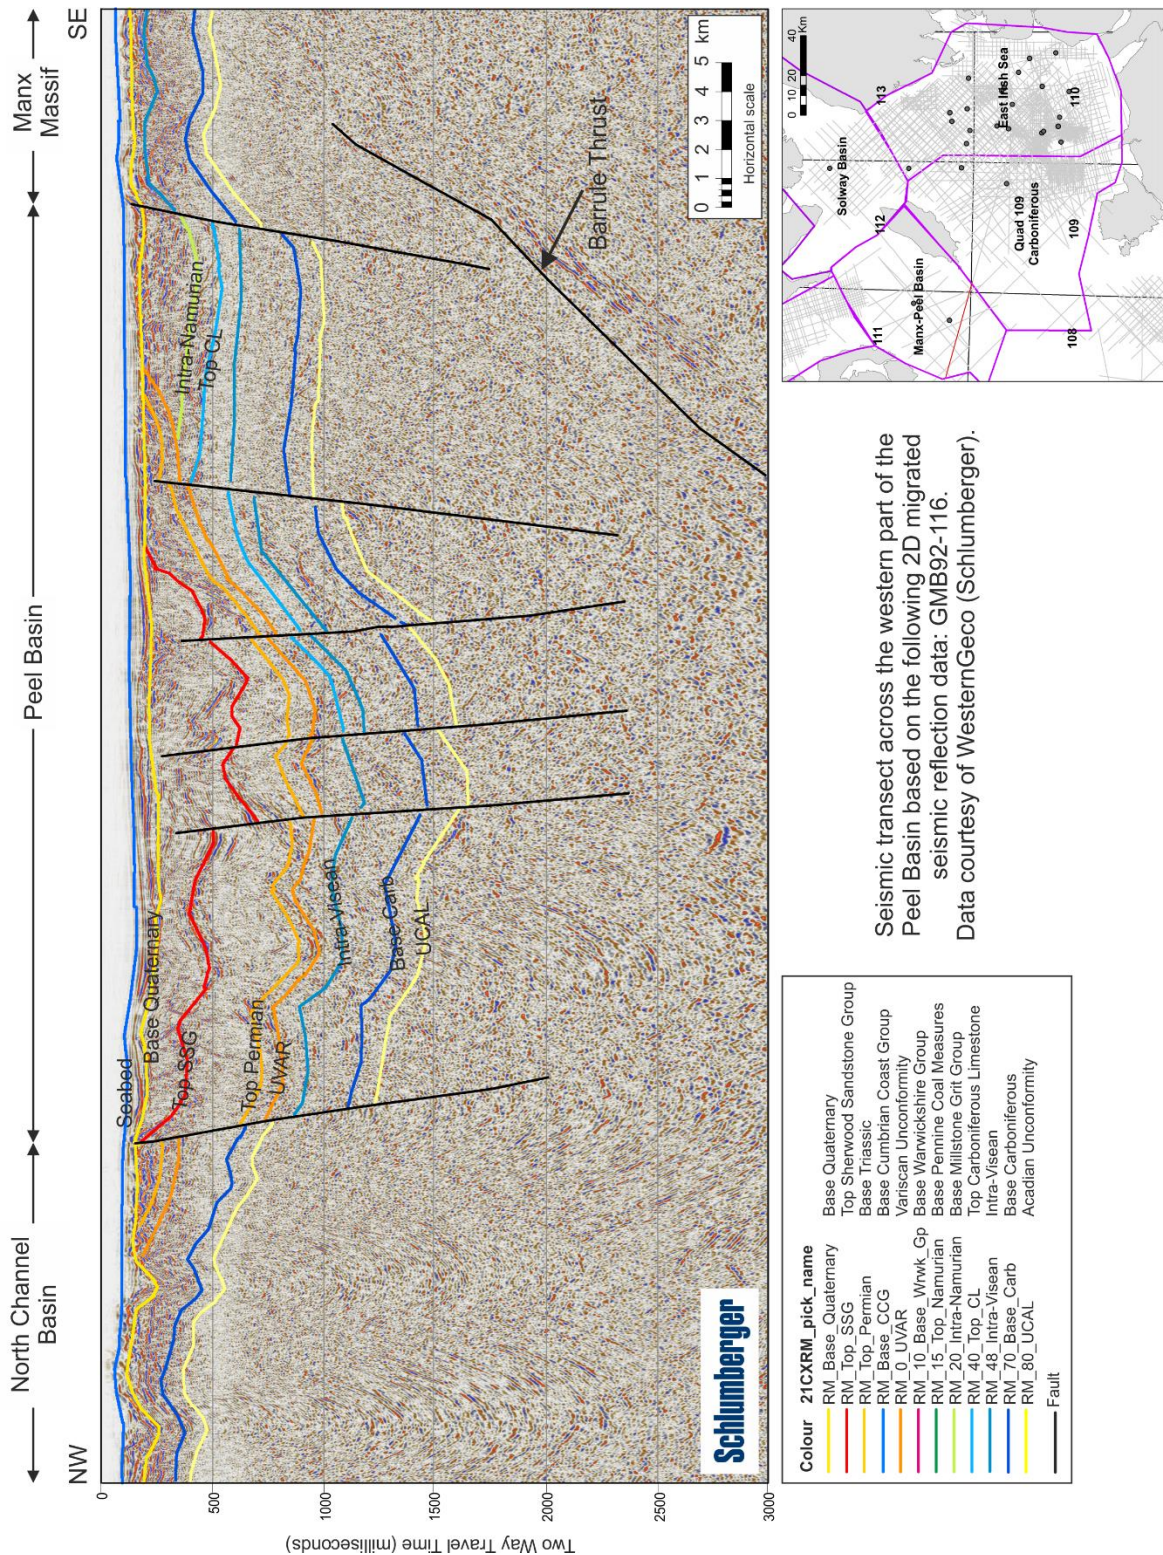 NW
SE
North Channel
Basin
Peel Basin
Manx
Massif
Two Way Travel Time (milliseconds)
0
500
1000
1500
2000
2500
3000
Seabed
Base Quaternary
Top SSG
Top Permian
UVAR
Intra-Visean
Base Carb
UCAL
Intra-Namurian
Top CL
Barrule Thrust
Schlumberger
0 1 2 3 4 5 km
Horizontal scale
Colour 21CXRM_pick_name
RM_Base_Quaternary Base Quaternary
RM_Top_SSG Top Sherwood Sandstone Group
RM_Top_Permian Base Triassic
RM_Base_CCG Base Cumbrian Coast Group
RM_0_UVAR Variscan Unconformity
RM_10_Base_Wrwk_Gp Base Warwickshire Group
RM_15_Top_Namurian Base Pennine Coal Measures
RM_20_Intra-Namurian Base Millstone Grit Group
RM_40_Top_CL Top Carboniferous Limestone
RM_48_Intra-Visean Intra-Visean
RM_70_Base_Carb Base Carboniferous
RM_80_UCAL Acadian Unconformity
Fault
Seismic transect across the western part of the
Peel Basin based on the following 2D migrated
seismic reflection data: GMB92-116.
Data courtesy of WesternGeco (Schlumberger).
0 10 20 40
Km
111
112
113
Solway Basin
Manx-Peel Basin
East Irish Sea
110
Quad 109
Carboniferous
108
109